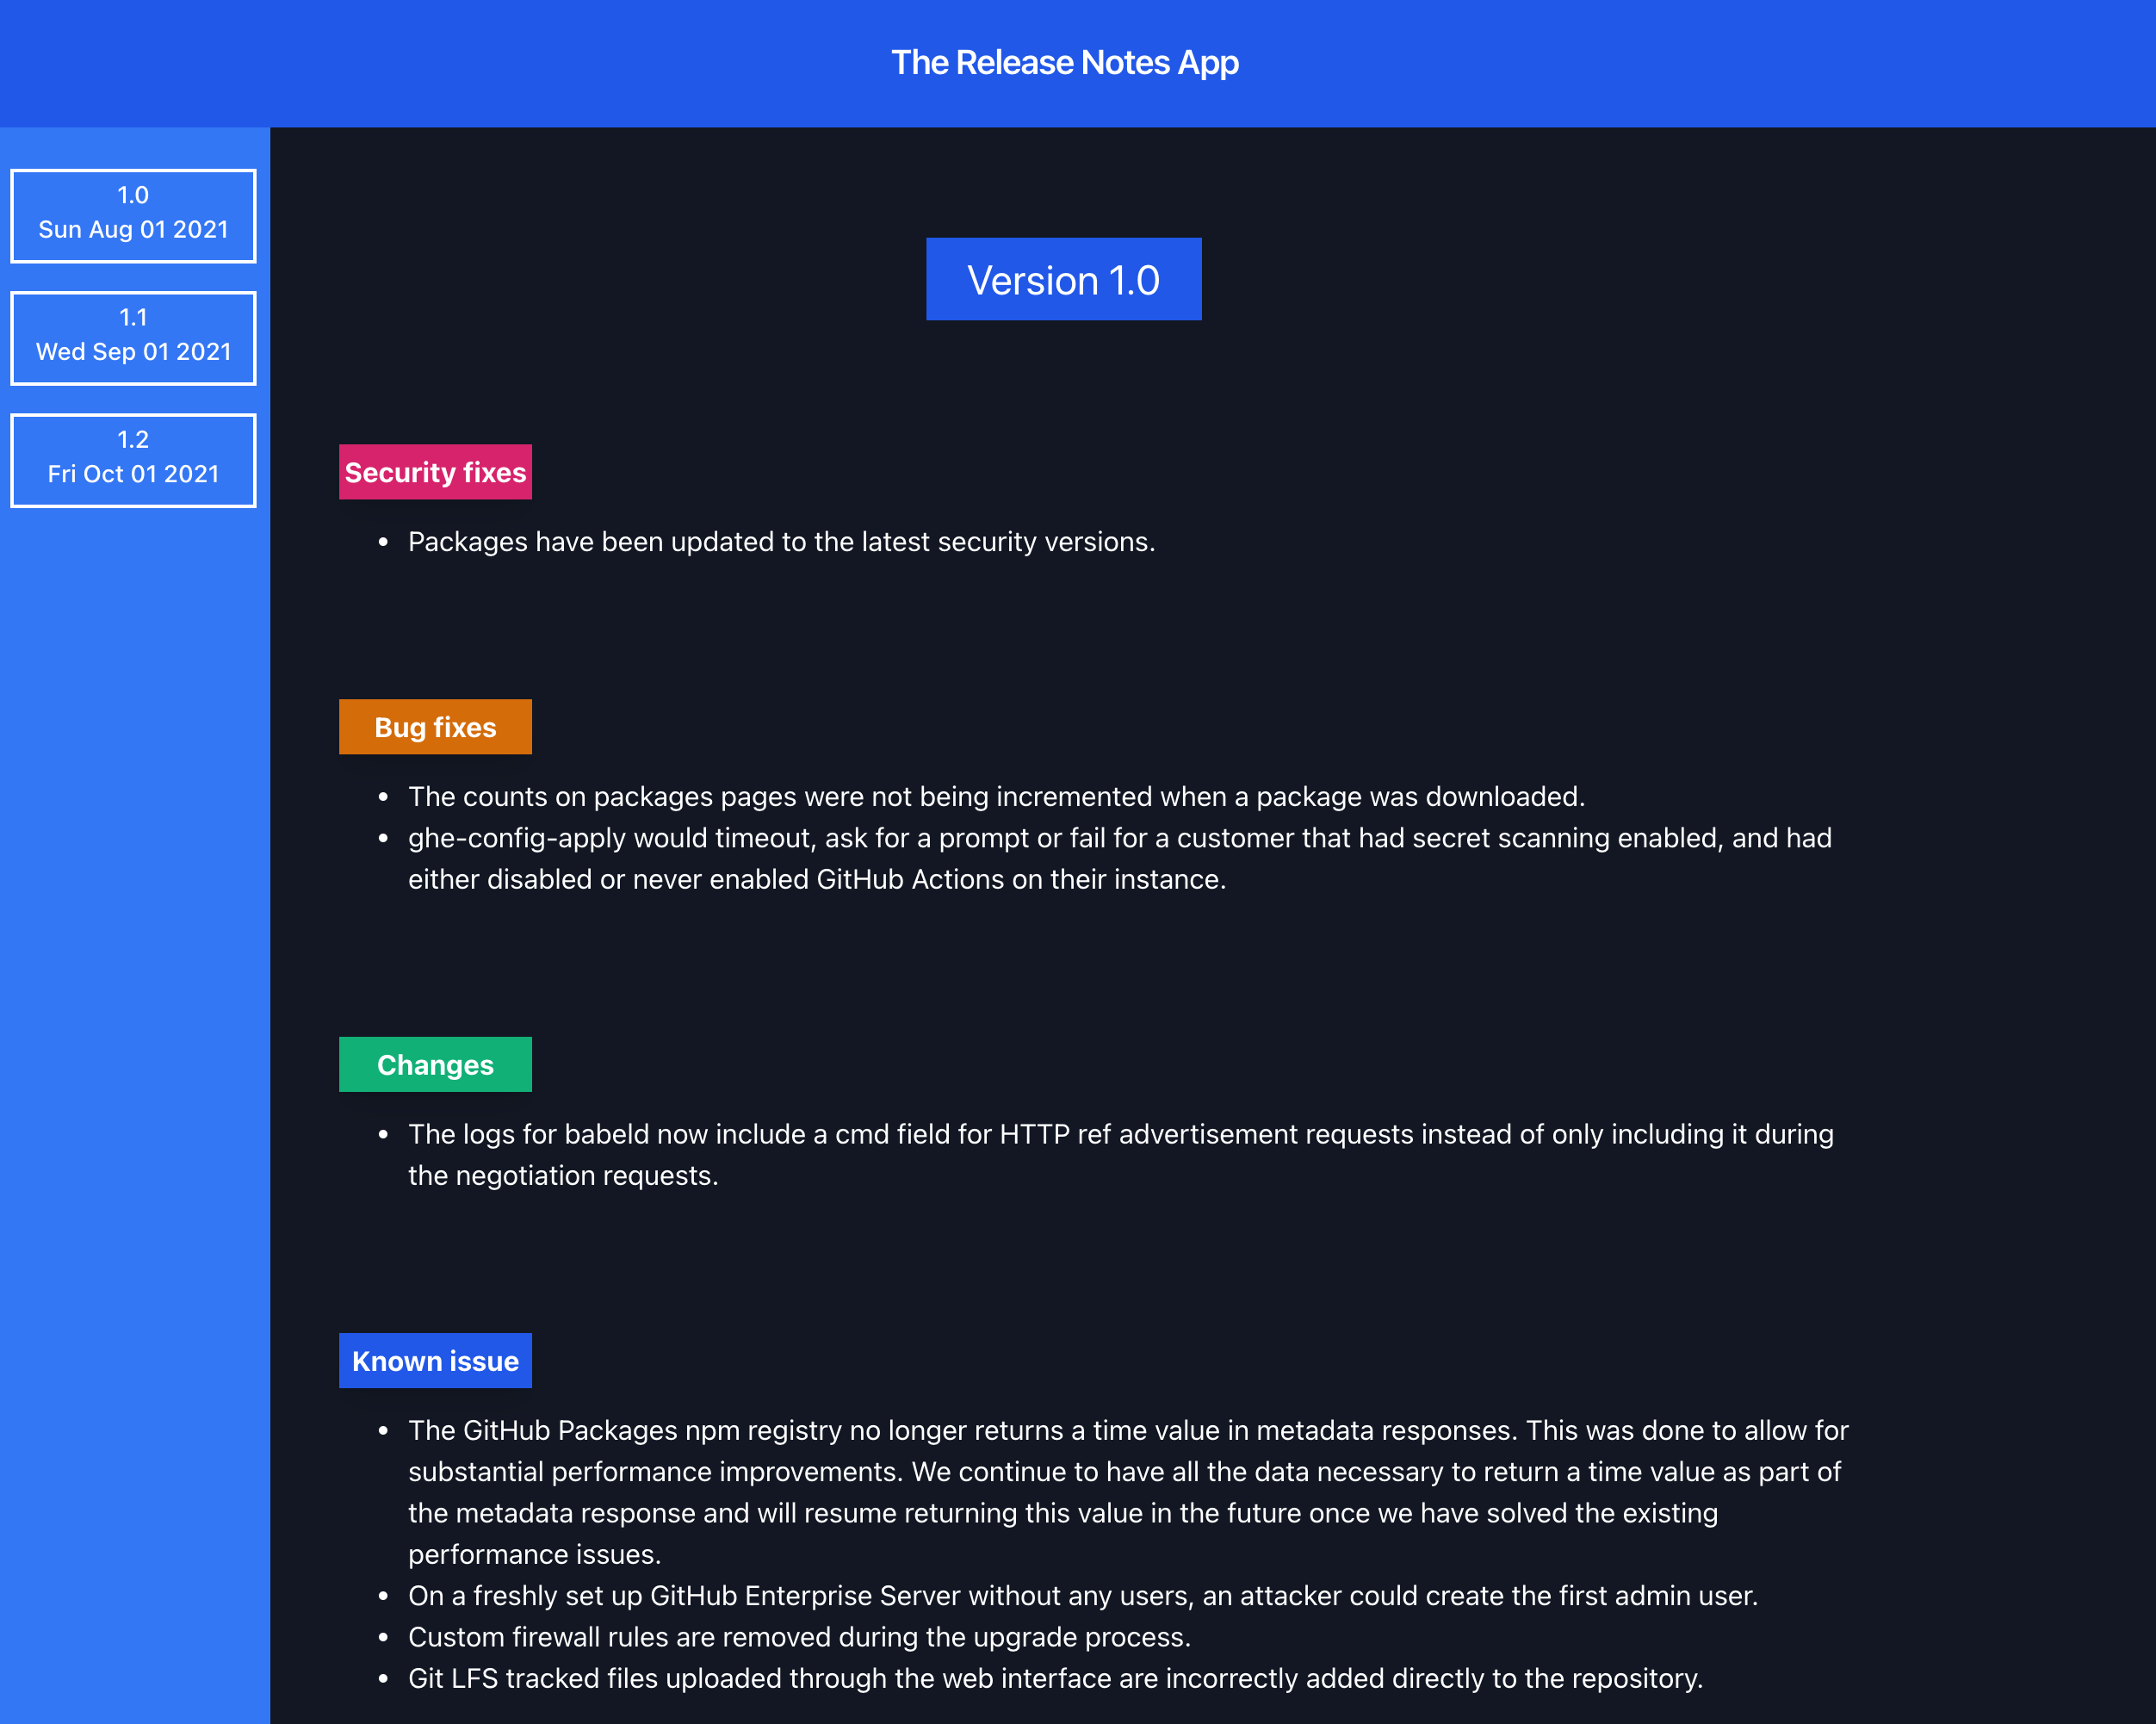 The Release Notes App
1.0
Sun Aug 01 2021
1.1
Wed Sep 01 2021
1.2
Fri Oct 01 2021
Version 1.0
Security fixes
• Packages have been updated to the latest security versions.
Bug fixes
• The counts on packages pages were not being incremented when a package was downloaded.
• ghe-config-apply would timeout, ask for a prompt or fail for a customer that had secret scanning enabled, and had
either disabled or never enabled GitHub Actions on their instance.
Changes
• The logs for babeld now include a cmd field for HTTP ref advertisement requests instead of only including it during
the negotiation requests.
Known issue
• The GitHub Packages npm registry no longer returns a time value in metadata responses. This was done to allow for
substantial performance improvements. We continue to have all the data necessary to return a time value as part of
the metadata response and will resume returning this value in the future once we have solved the existing
performance issues.
• On a freshly set up GitHub Enterprise Server without any users, an attacker could create the first admin user.
• Custom firewall rules are removed during the upgrade process.
• Git LFS tracked files uploaded through the web interface are incorrectly added directly to the repository.